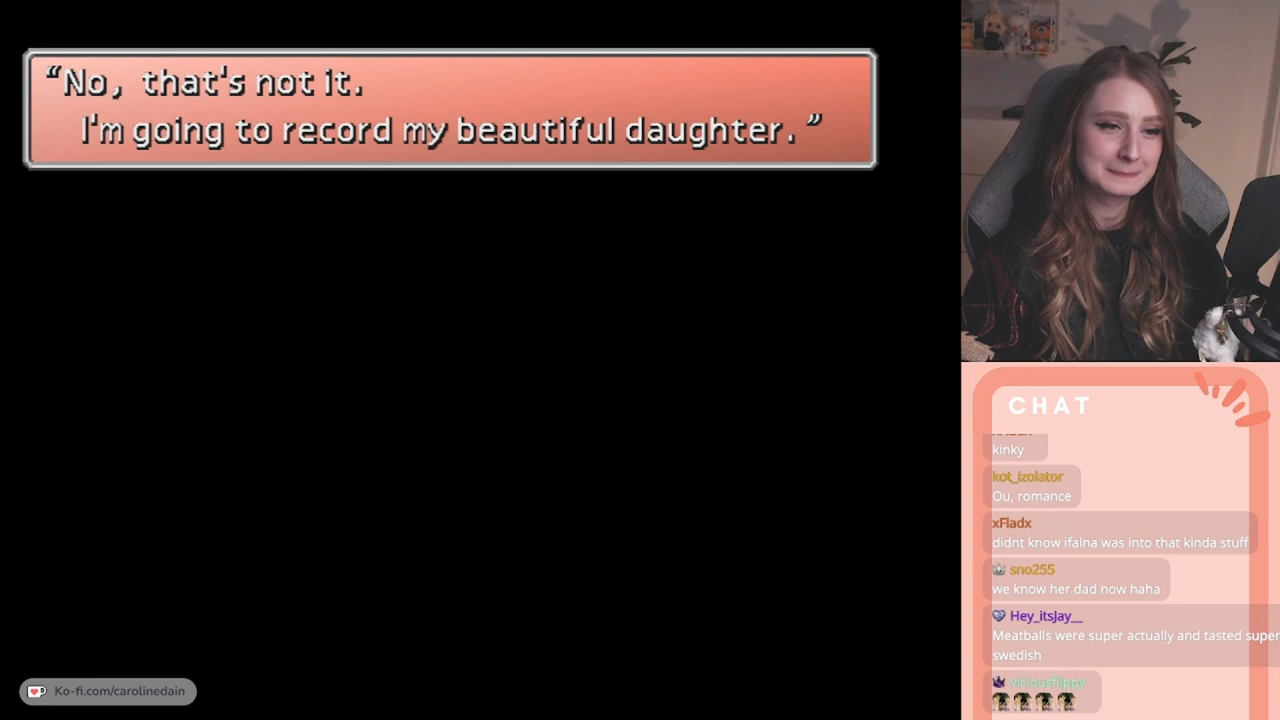 “No, that's not it.
I'm going to record my beautiful daughter.”
CHAT
kinky
kot_izolator
Ou, romance
xFladx
didnt know ifalna was into that kinda stuff
sno255
we know her dad now haha
Hey_itsJay__
Meatballs were super actually and tasted super
swedish
viciousflippy
Ko-fi.com/carolinedain